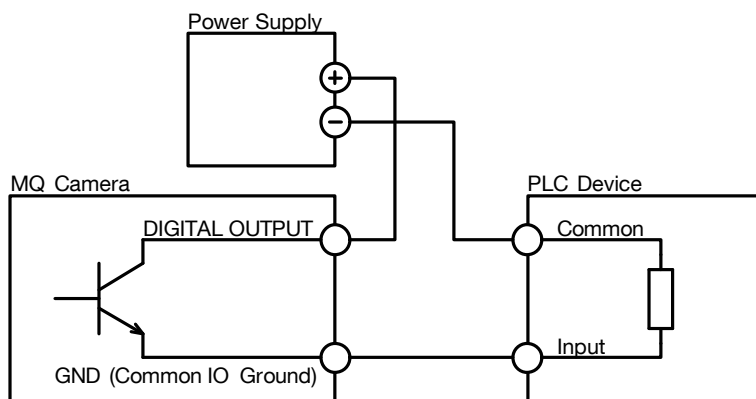 Power Supply
+
−
MQ Camera
PLC Device
DIGITAL OUTPUT
Common
Input
GND (Common IO Ground)